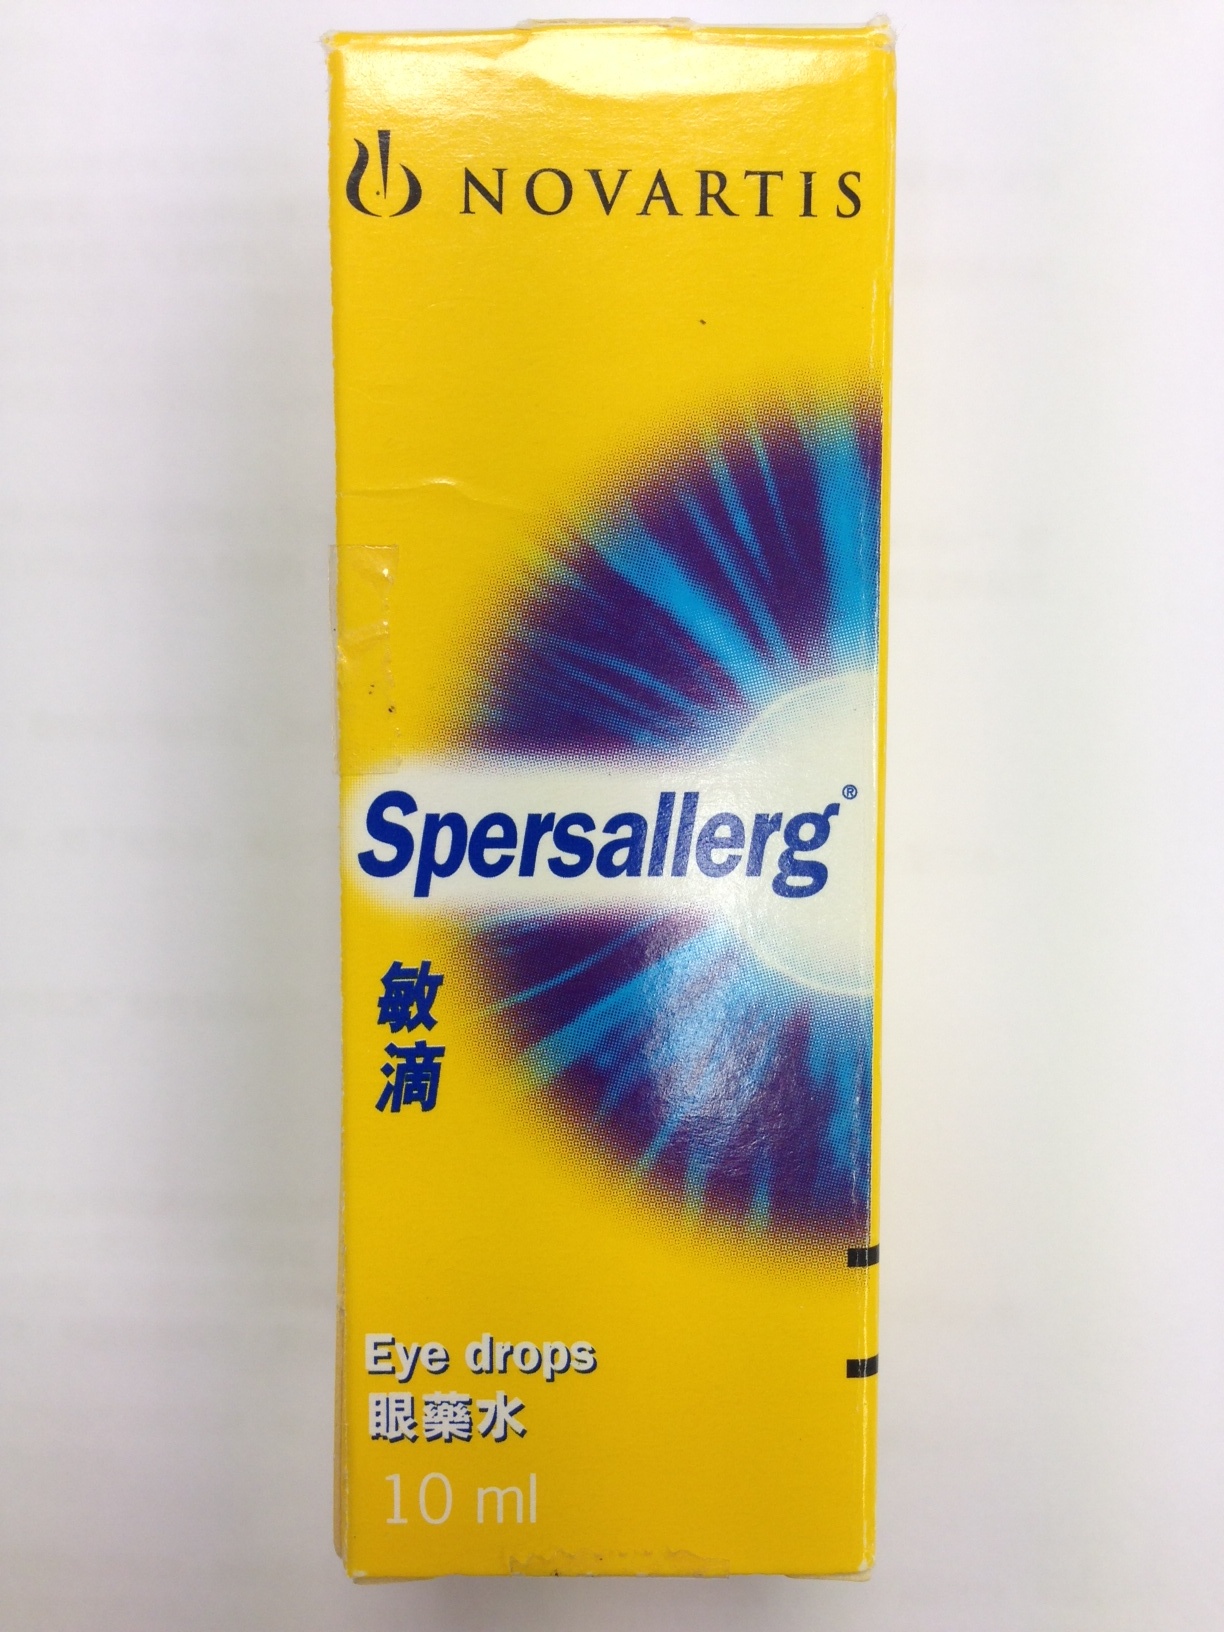 NOVARTIS
Spersallerg®
敏
滴
Eye drops
眼藥水
10 ml